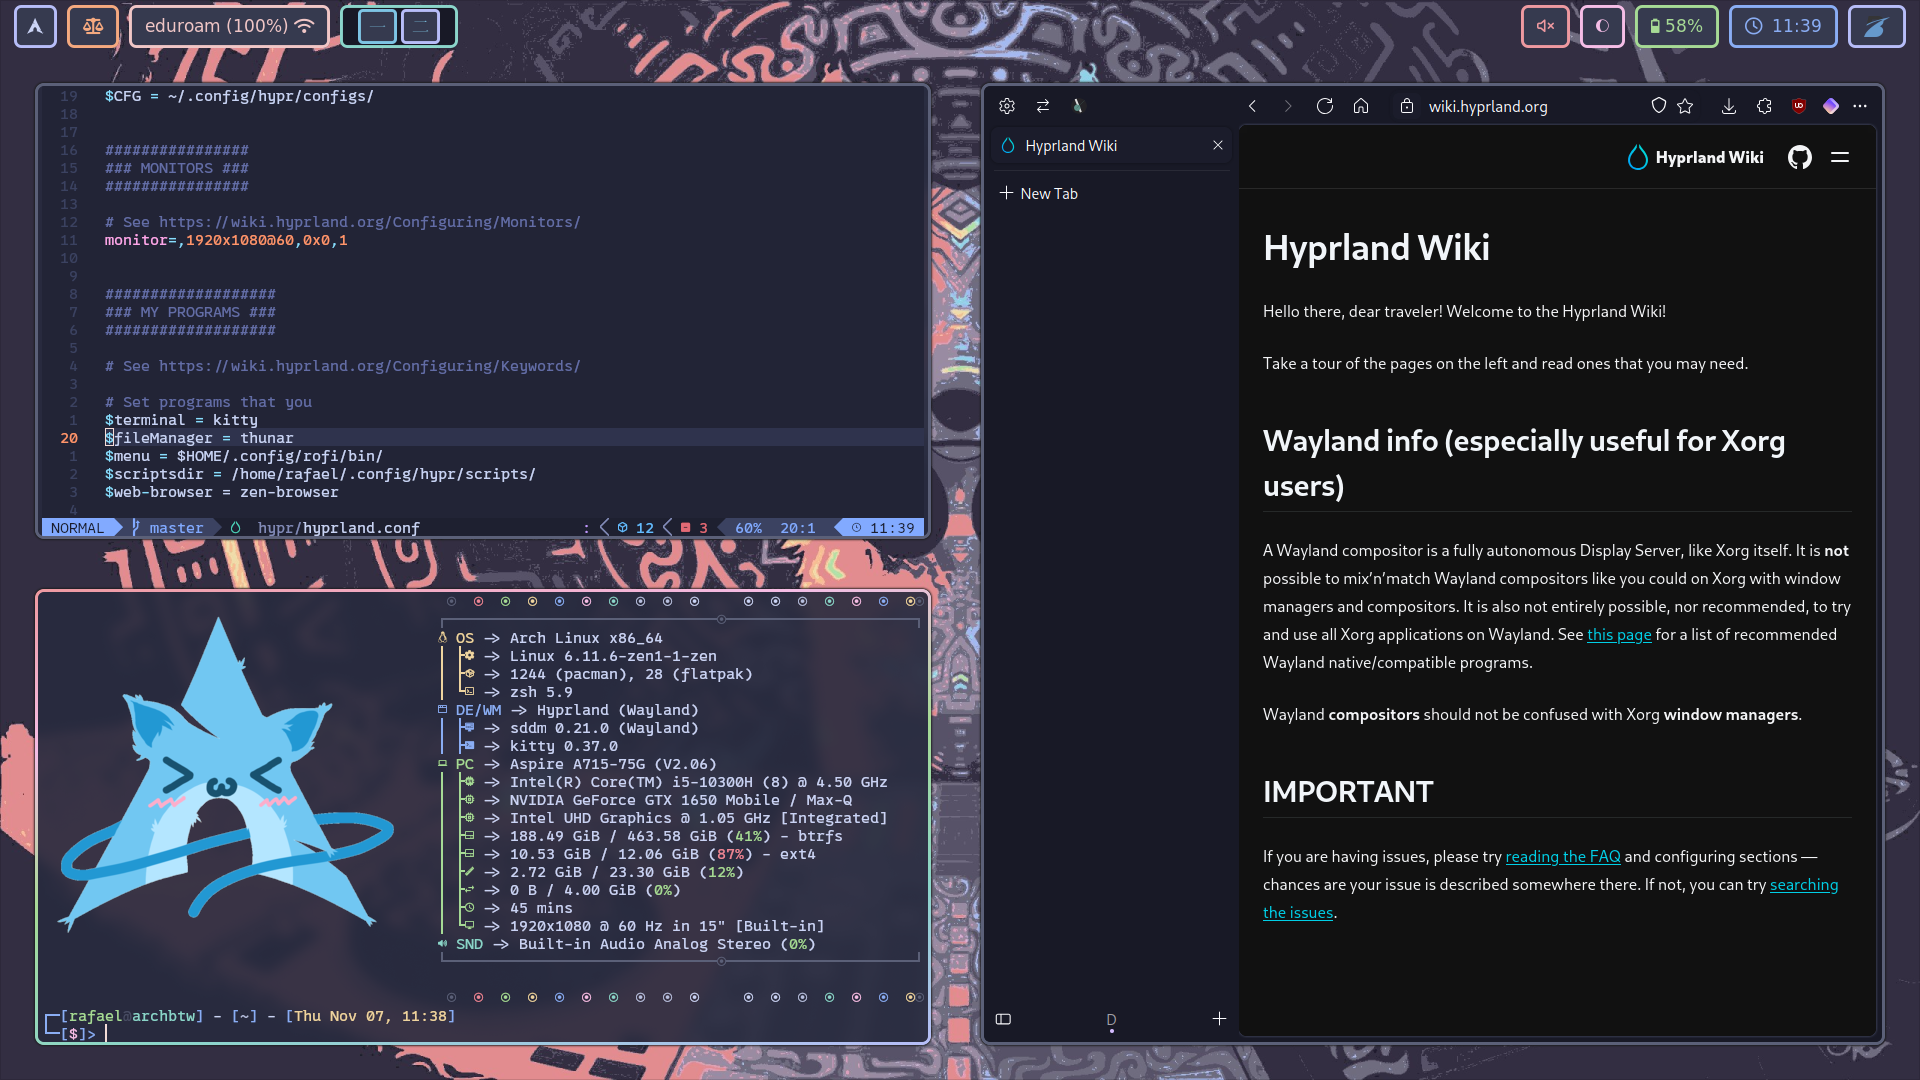 eduroam (100%)
58%
11:39
19 $CFG = ~/.config/hypr/configs/
18
17
16 ################
15 ### MONITORS ###
14 ################
13
12 # See https://wiki.hyprland.org/Configuring/Monitors/
11 monitor=,1920x1080@60,0x0,1
10
9
8 ###################
7 ### MY PROGRAMS ###
6 ###################
5
4 # See https://wiki.hyprland.org/Configuring/Keywords/
3
2 # Set programs that you
1 $terminal = kitty
20 $fileManager = thunar
1 $menu = $HOME/.config/rofi/bin/
2 $scriptsdir = /home/rafael/.config/hypr/scripts/
3 $web-browser = zen-browser
4
NORMAL master hypr/hyprland.conf : 12 3 60% 20:1 11:39
OS -> Arch Linux x86_64
-> Linux 6.11.6-zen1-1-zen
-> 1244 (pacman), 28 (flatpak)
-> zsh 5.9
DE/WM -> Hyprland (Wayland)
-> sddm 0.21.0 (Wayland)
-> kitty 0.37.0
PC -> Aspire A715-75G (V2.06)
-> Intel(R) Core(TM) i5-10300H (8) @ 4.50 GHz
-> NVIDIA GeForce GTX 1650 Mobile / Max-Q
-> Intel UHD Graphics @ 1.05 GHz [Integrated]
-> 188.49 GiB / 463.58 GiB (41%) - btrfs
-> 10.53 GiB / 12.06 GiB (87%) - ext4
-> 2.72 GiB / 23.30 GiB (12%)
-> 0 B / 4.00 GiB (0%)
-> 45 mins
-> 1920x1080 @ 60 Hz in 15" [Built-in]
SND -> Built-in Audio Analog Stereo (0%)
[rafael@archbtw] - [~] - [Thu Nov 07, 11:38]
[$]>
wiki.hyprland.org
Hyprland Wiki
New Tab
D
Hyprland Wiki
Hyprland Wiki
Hello there, dear traveler! Welcome to the Hyprland Wiki!
Take a tour of the pages on the left and read ones that you may need.
Wayland info (especially useful for Xorg
users)
A Wayland compositor is a fully autonomous Display Server, like Xorg itself. It is not
possible to mix’n’match Wayland compositors like you could on Xorg with window
managers and compositors. It is also not entirely possible, nor recommended, to try
and use all Xorg applications on Wayland. See this page for a list of recommended
Wayland native/compatible programs.
Wayland compositors should not be confused with Xorg window managers.
IMPORTANT
If you are having issues, please try reading the FAQ and configuring sections —
chances are your issue is described somewhere there. If not, you can try searching
the issues.